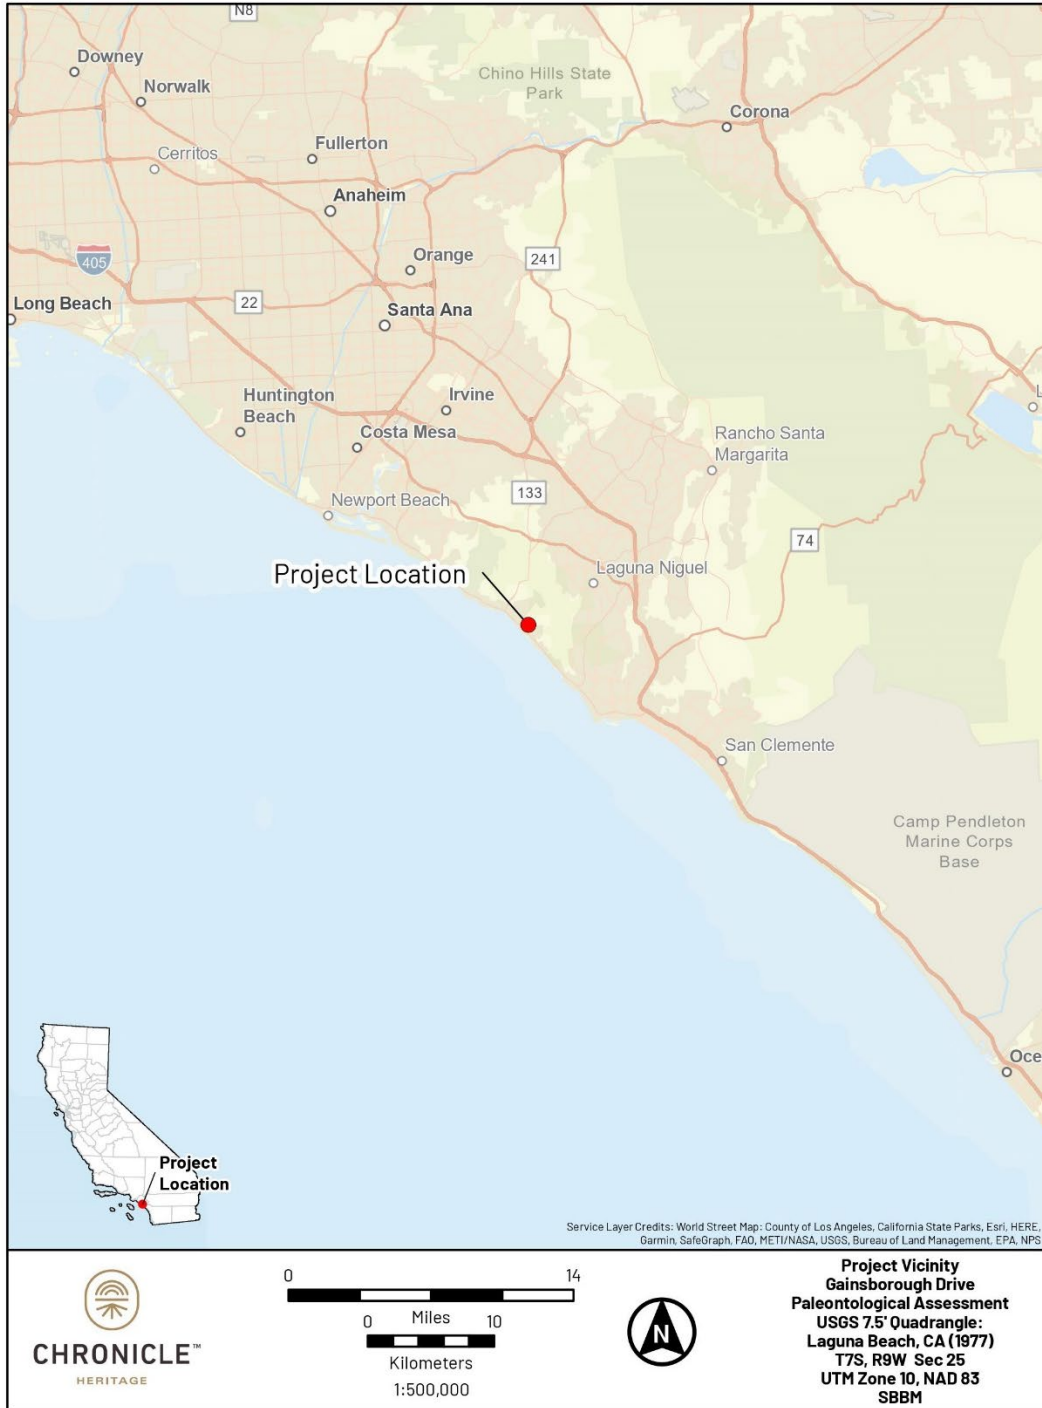 N8
Downey
Norwalk
Chino Hills State
Park
Corona
Fullerton
Cerritos
Anaheim
Orange
241
405
22
Long Beach
Santa Ana
Huntington
Beach
Irvine
Costa Mesa
L
Rancho Santa
Margarita
133
Newport Beach
74
Project Location
Laguna Niguel
San Clemente
Camp Pendleton
Marine Corps
Base
Oce
Project
Location
Service Layer Credits: World Street Map: County of Los Angeles, California State Parks, Esri, HERE,
Garmin, SafeGraph, FAO, METI/NASA, USGS, Bureau of Land Management, EPA, NPS
CHRONICLE™
HERITAGE
0 14
Miles
0 10
Kilometers
1:500,000
N
Project Vicinity
Gainsborough Drive
Paleontological Assessment
USGS 7.5' Quadrangle:
Laguna Beach, CA (1977)
T7S, R9W Sec 25
UTM Zone 10, NAD 83
SBBM